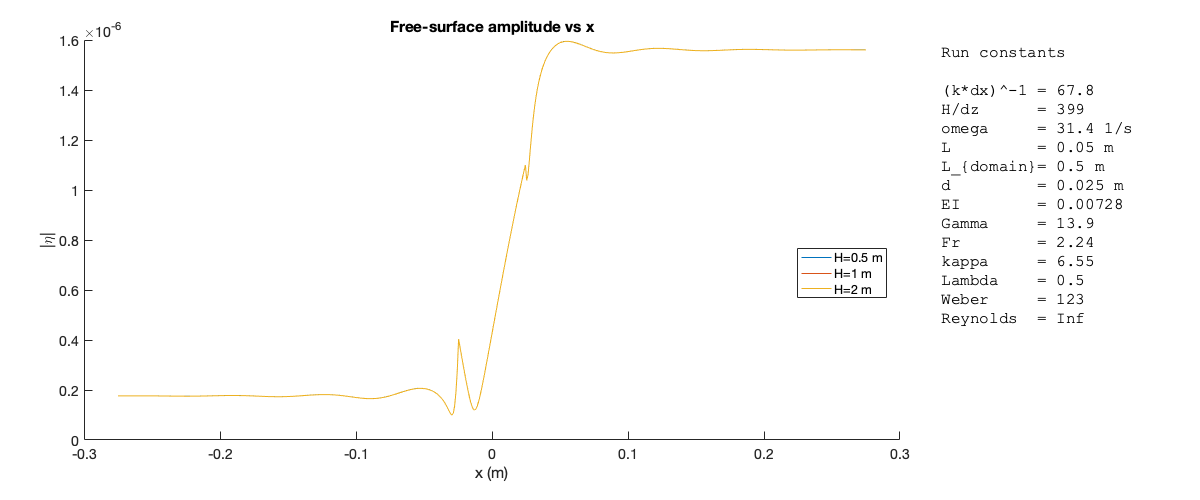 Free-surface amplitude vs x
×10^-6
1.6
1.4
1.2
1
0.8
0.6
0.4
0.2
0
|η|
-0.3
-0.2
-0.1
0
0.1
0.2
0.3
x (m)
H=0.5 m
H=1 m
H=2 m
Run constants
(k*dx)^-1 = 67.8
H/dz = 399
omega = 31.4 1/s
L = 0.05 m
L_{domain}= 0.5 m
d = 0.025 m
EI = 0.00728
Gamma = 13.9
Fr = 2.24
kappa = 6.55
Lambda = 0.5
Weber = 123
Reynolds = Inf